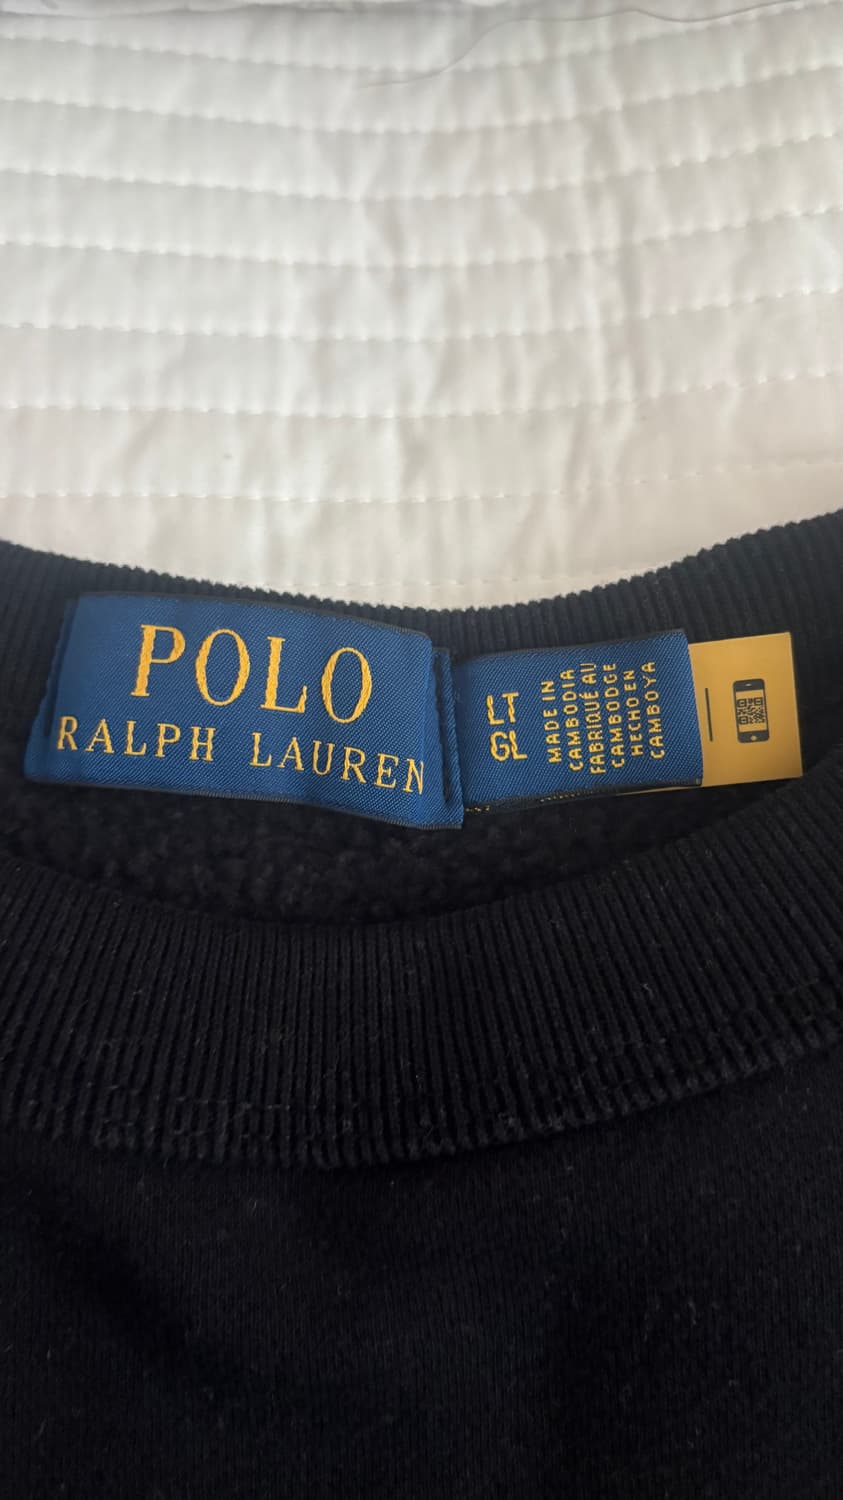 POLO
RALPH LAUREN
LT
GL
MADE IN
CAMBODIA
FABRIQUÉ AU
CAMBODGE
HECHO EN
CAMBOYA